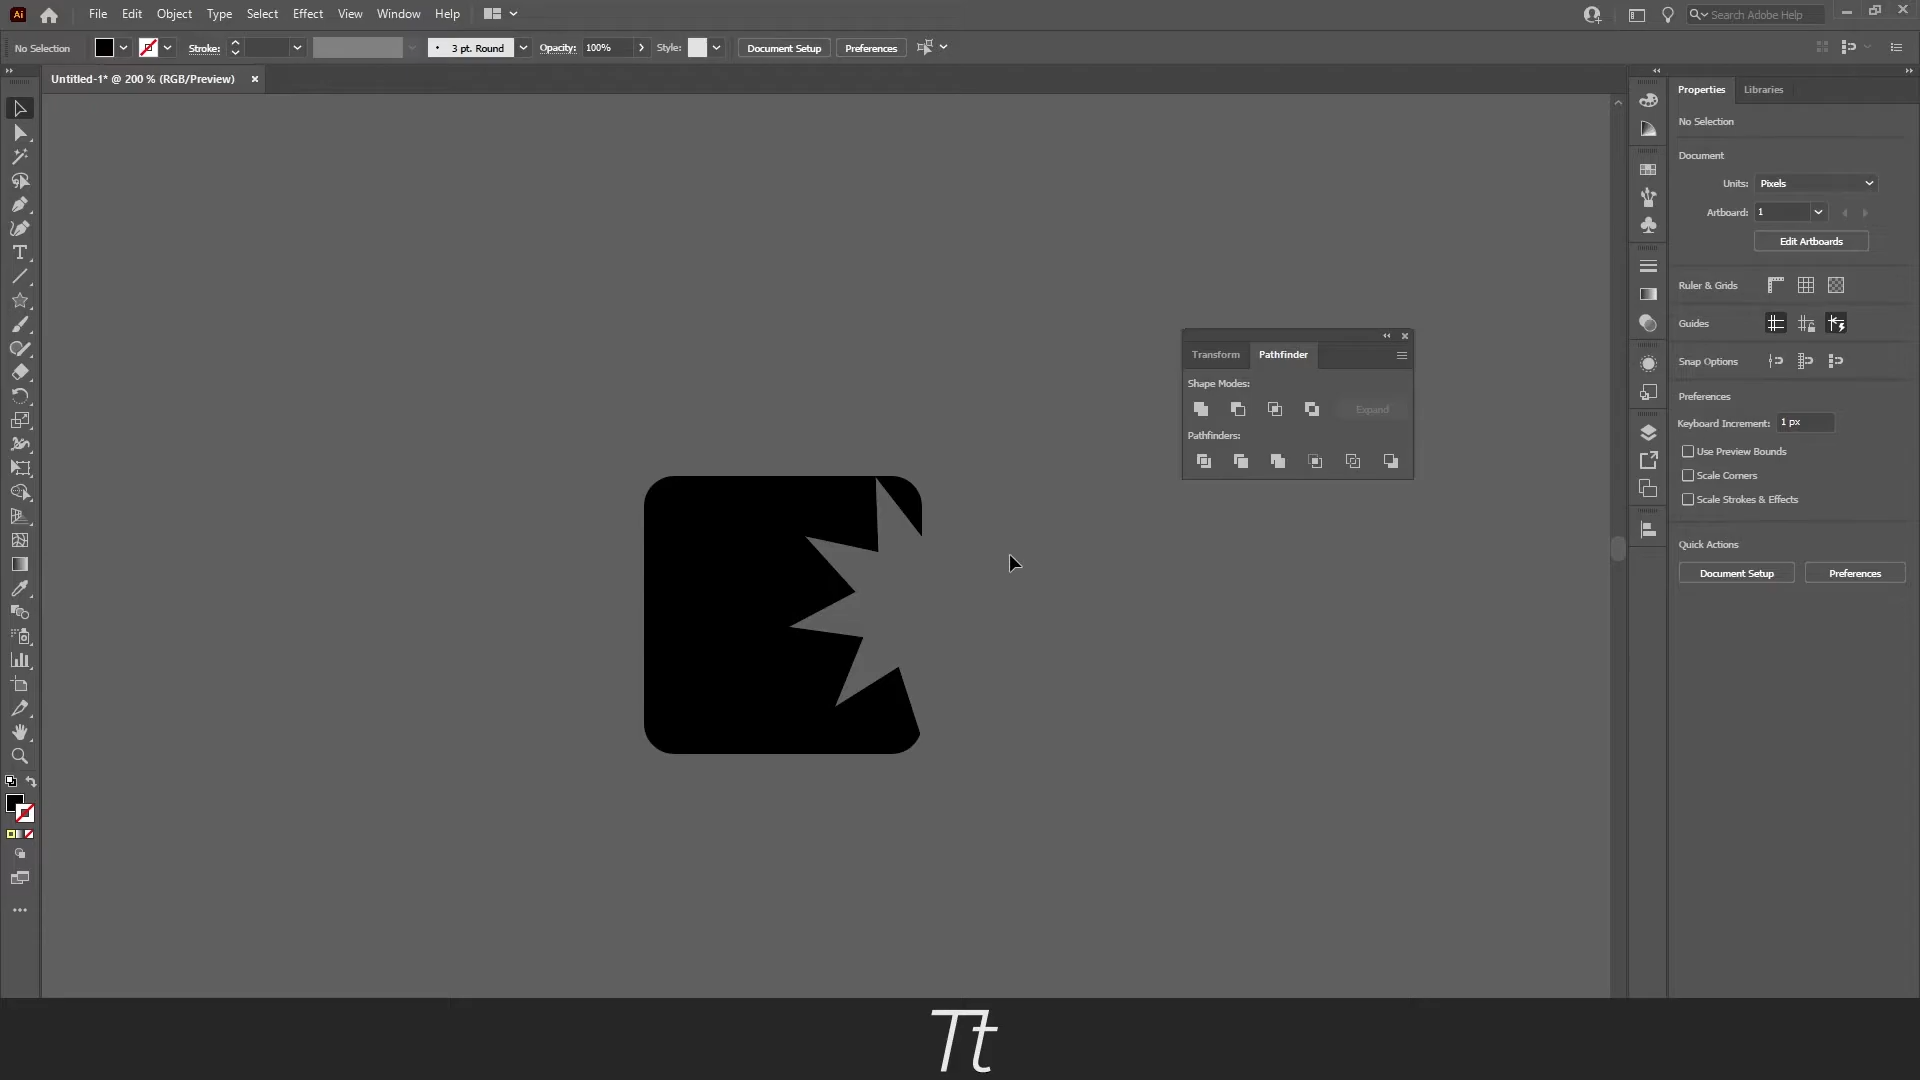 Ai File Edit Object Type Select Effect View Window Help Search Adobe Help
No Selection Stroke: 3 pt. Round Opacity: 100% Style: Document Setup Preferences
Untitled-1* @ 200 % (RGB/Preview)
Properties Libraries
No Selection
Document
Units: Pixels
Artboard: 1
Edit Artboards
Ruler & Grids
Guides
Snap Options
Preferences
Keyboard Increment: 1 px
Use Preview Bounds
Scale Corners
Scale Strokes & Effects
Quick Actions
Document Setup Preferences
Transform Pathfinder
Shape Modes:
Expand
Pathfinders:
Tt